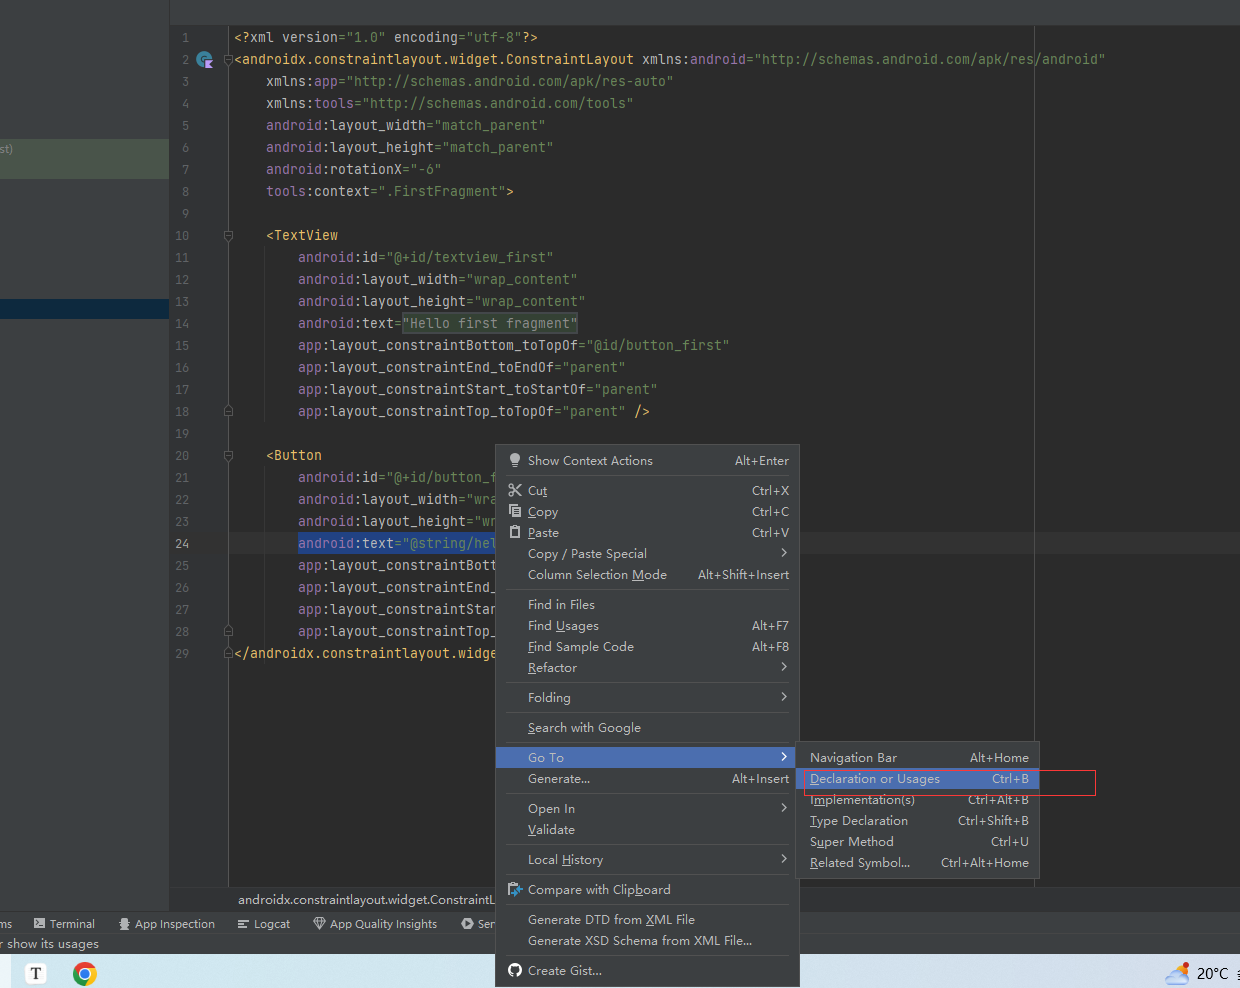 1 <?xml version="1.0" encoding="utf-8"?>
2 <androidx.constraintlayout.widget.ConstraintLayout xmlns:android="http://schemas.android.com/apk/res/android"
3 xmlns:app="http://schemas.android.com/apk/res-auto"
4 xmlns:tools="http://schemas.android.com/tools"
5 android:layout_width="match_parent"
6 android:layout_height="match_parent"
st)
7 android:rotationX="-6"
8 tools:context=".FirstFragment">
9
10 <TextView
11 android:id="@+id/textview_first"
12 android:layout_width="wrap_content"
13 android:layout_height="wrap_content"
14 android:text="Hello first fragment"
15 app:layout_constraintBottom_toTopOf="@id/button_first"
16 app:layout_constraintEnd_toEndOf="parent"
17 app:layout_constraintStart_toStartOf="parent"
18 app:layout_constraintTop_toTopOf="parent" />
19
20 <Button
21 android:id="@+id/button_f
22 android:layout_width="wra
23 android:layout_height="wr
24 android:text="@string/hel
25 app:layout_constraintBott
26 app:layout_constraintEnd_
27 app:layout_constraintStar
28 app:layout_constraintTop_
29 </androidx.constraintlayout.widge
Show Context Actions Alt+Enter
Cut Ctrl+X
Copy Ctrl+C
Paste Ctrl+V
Copy / Paste Special
Column Selection Mode Alt+Shift+Insert
Find in Files
Find Usages Alt+F7
Find Sample Code Alt+F8
Refactor
Folding
Search with Google
Go To
Generate... Alt+Insert
Open In
Validate
Local History
Compare with Clipboard
Generate DTD from XML File
Generate XSD Schema from XML File...
Create Gist...
Navigation Bar Alt+Home
Declaration or Usages Ctrl+B
Implementation(s) Ctrl+Alt+B
Type Declaration Ctrl+Shift+B
Super Method Ctrl+U
Related Symbol... Ctrl+Alt+Home
androidx.constraintlayout.widget.ConstraintL
ms Terminal App Inspection Logcat App Quality Insights Ser
r show its usages
T
20°C